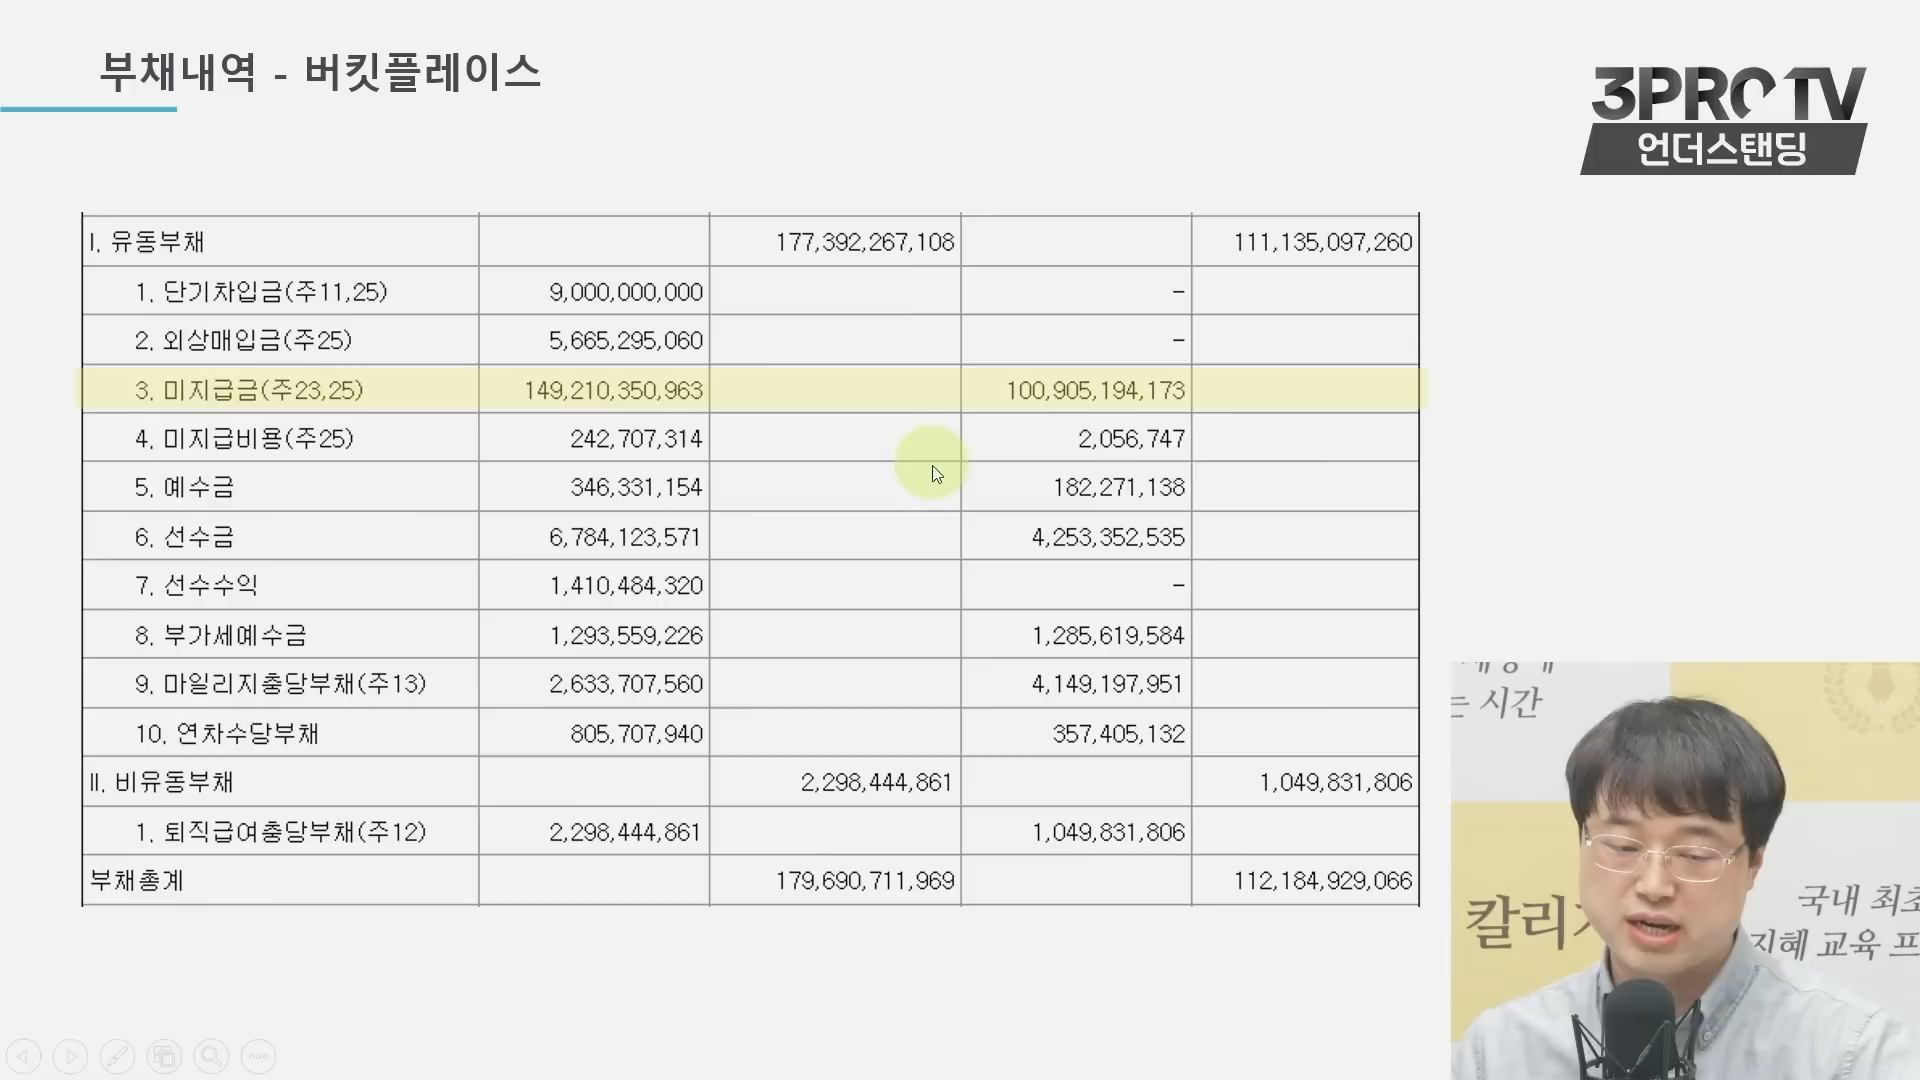 부채내역 - 버킷플레이스
3PRO TV
언더스탠딩
I. 유동부채 177,392,267,108 111,135,097,260
1. 단기차입금(주11,25) 9,000,000,000 -
2. 외상매입금(주25) 5,665,295,060 -
3. 미지급금(주23,25) 149,210,350,963 100,905,194,173
4. 미지급비용(주25) 242,707,314 2,056,747
5. 예수금 346,331,154 182,271,138
6. 선수금 6,784,123,571 4,253,352,535
7. 선수수익 1,410,484,320 -
8. 부가세예수금 1,293,559,226 1,285,619,584
9. 마일리지충당부채(주13) 2,633,707,560 4,149,197,951
10. 연차수당부채 805,707,940 357,405,132
II. 비유동부채 2,298,444,861 1,049,831,806
1. 퇴직급여충당부채(주12) 2,298,444,861 1,049,831,806
부채총계 179,690,711,969 112,184,929,066
시간
칼리
국내 최초
지혜 교육